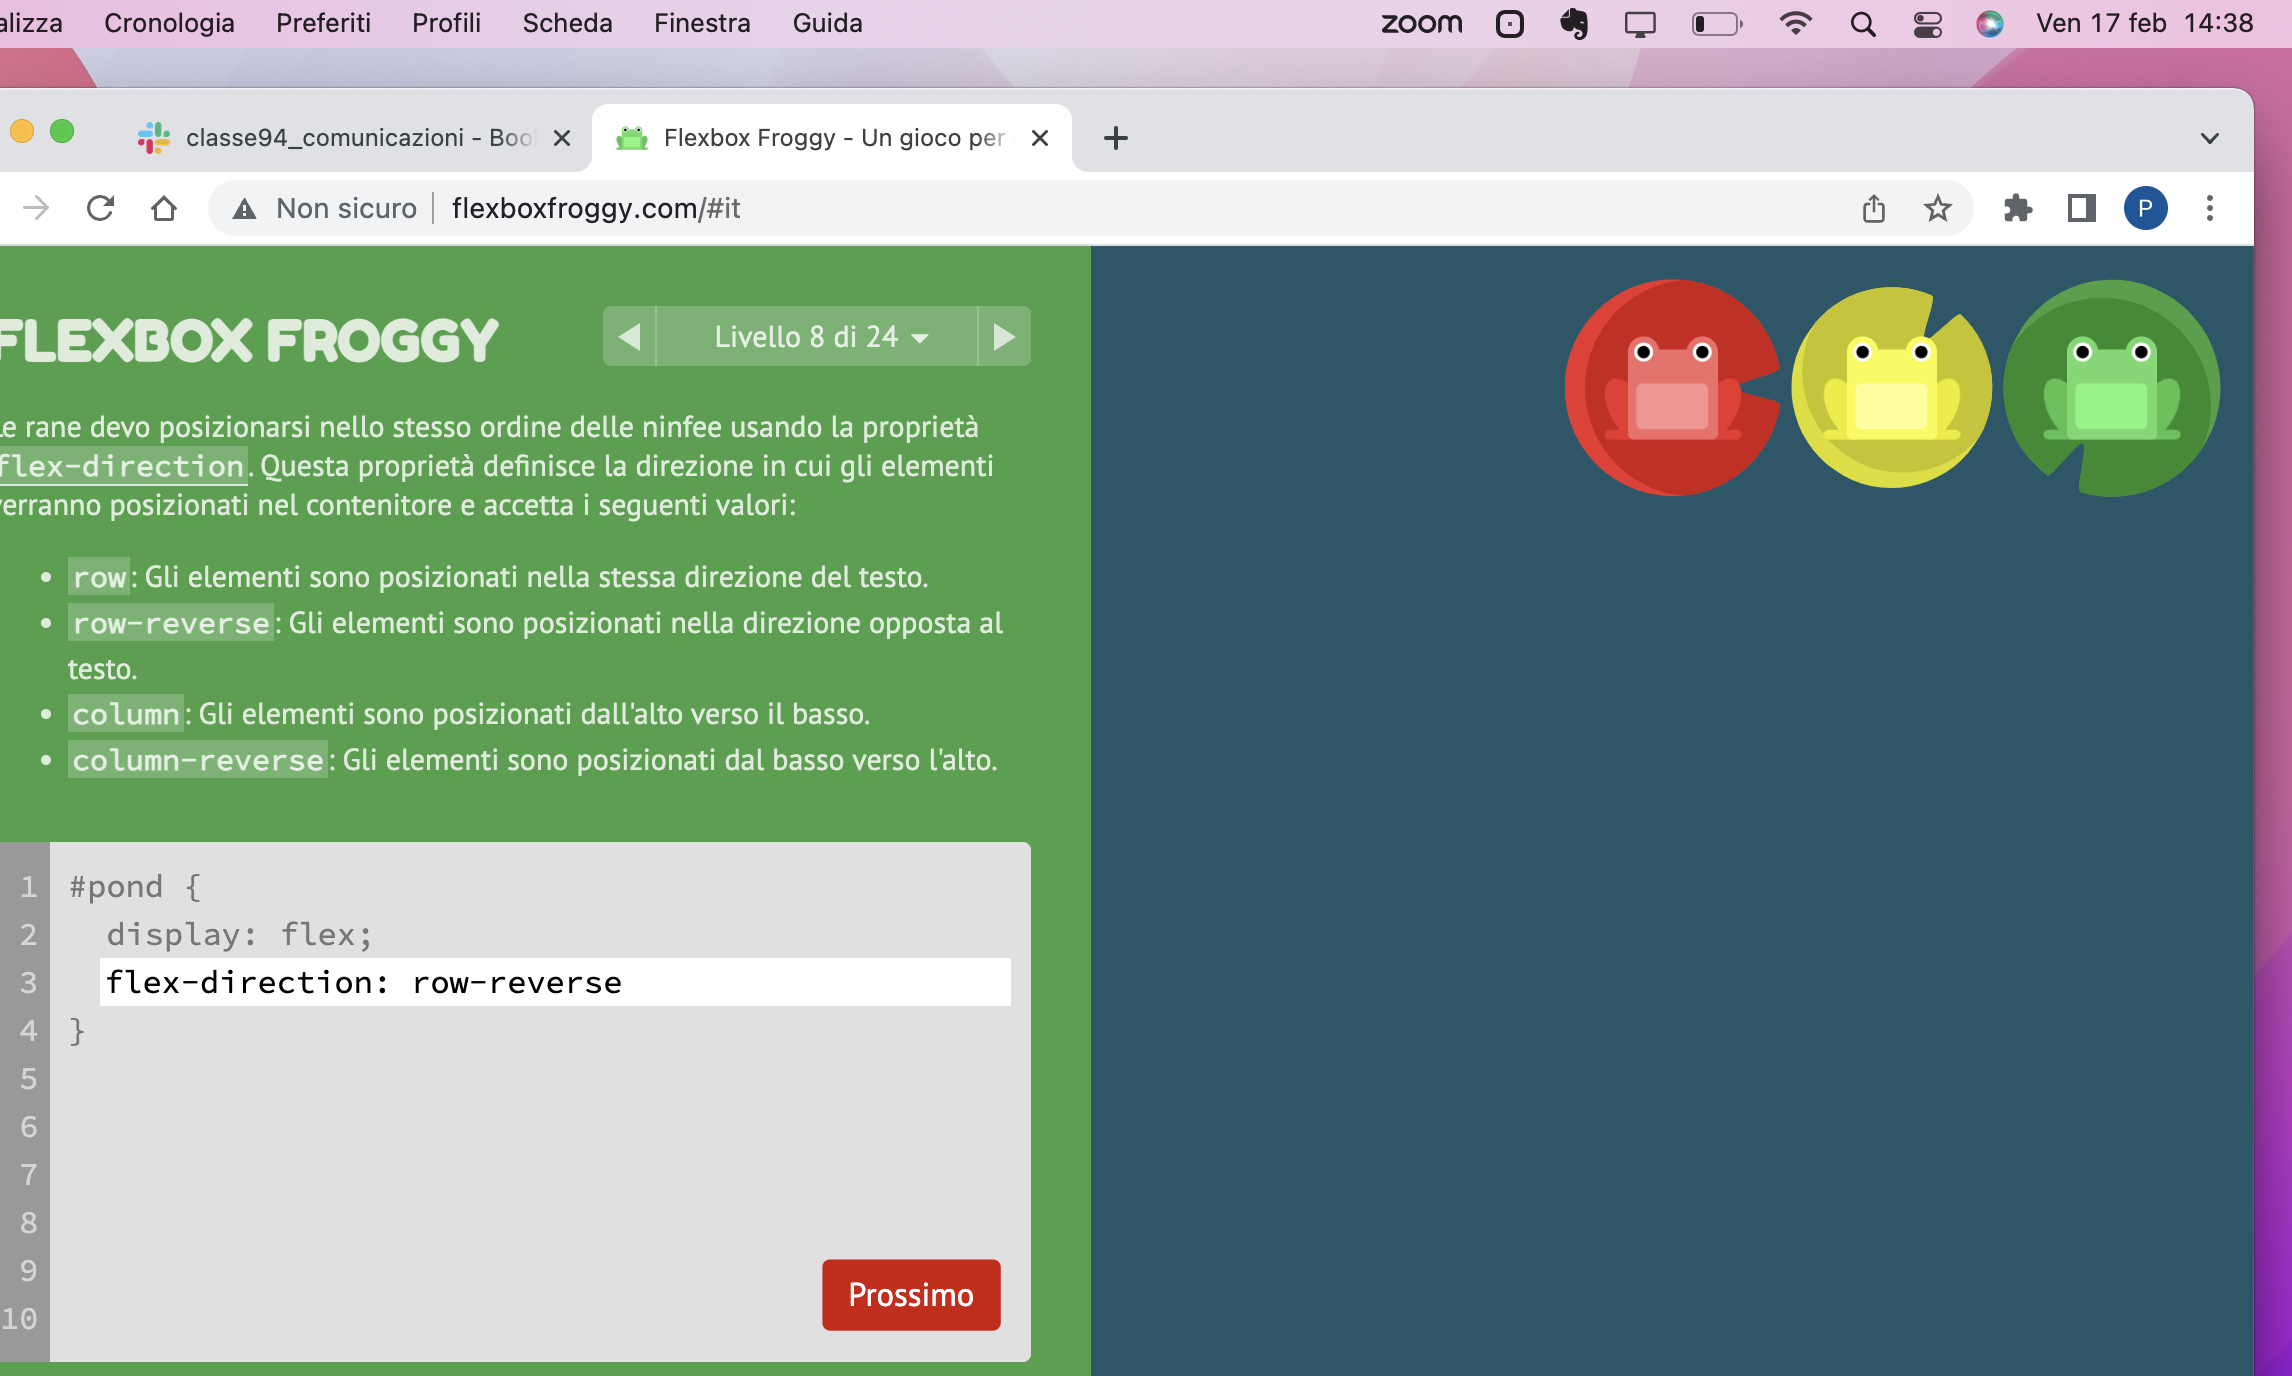 alizza Cronologia Preferiti Profili Scheda Finestra Guida zoom Ven 17 feb 14:38
classe94_comunicazioni - Boo Flexbox Froggy - Un gioco per
Non sicuro flexboxfroggy.com/#it P
FLEXBOX FROGGY Livello 8 di 24
Le rane devo posizionarsi nello stesso ordine delle ninfee usando la proprietà
flex-direction. Questa proprietà definisce la direzione in cui gli elementi
verranno posizionati nel contenitore e accetta i seguenti valori:
• row: Gli elementi sono posizionati nella stessa direzione del testo.
• row-reverse: Gli elementi sono posizionati nella direzione opposta al
testo.
• column: Gli elementi sono posizionati dall'alto verso il basso.
• column-reverse: Gli elementi sono posizionati dal basso verso l'alto.
1 #pond {
2 display: flex;
3 flex-direction: row-reverse
4 }
5
6
7
8
9
Prossimo
10